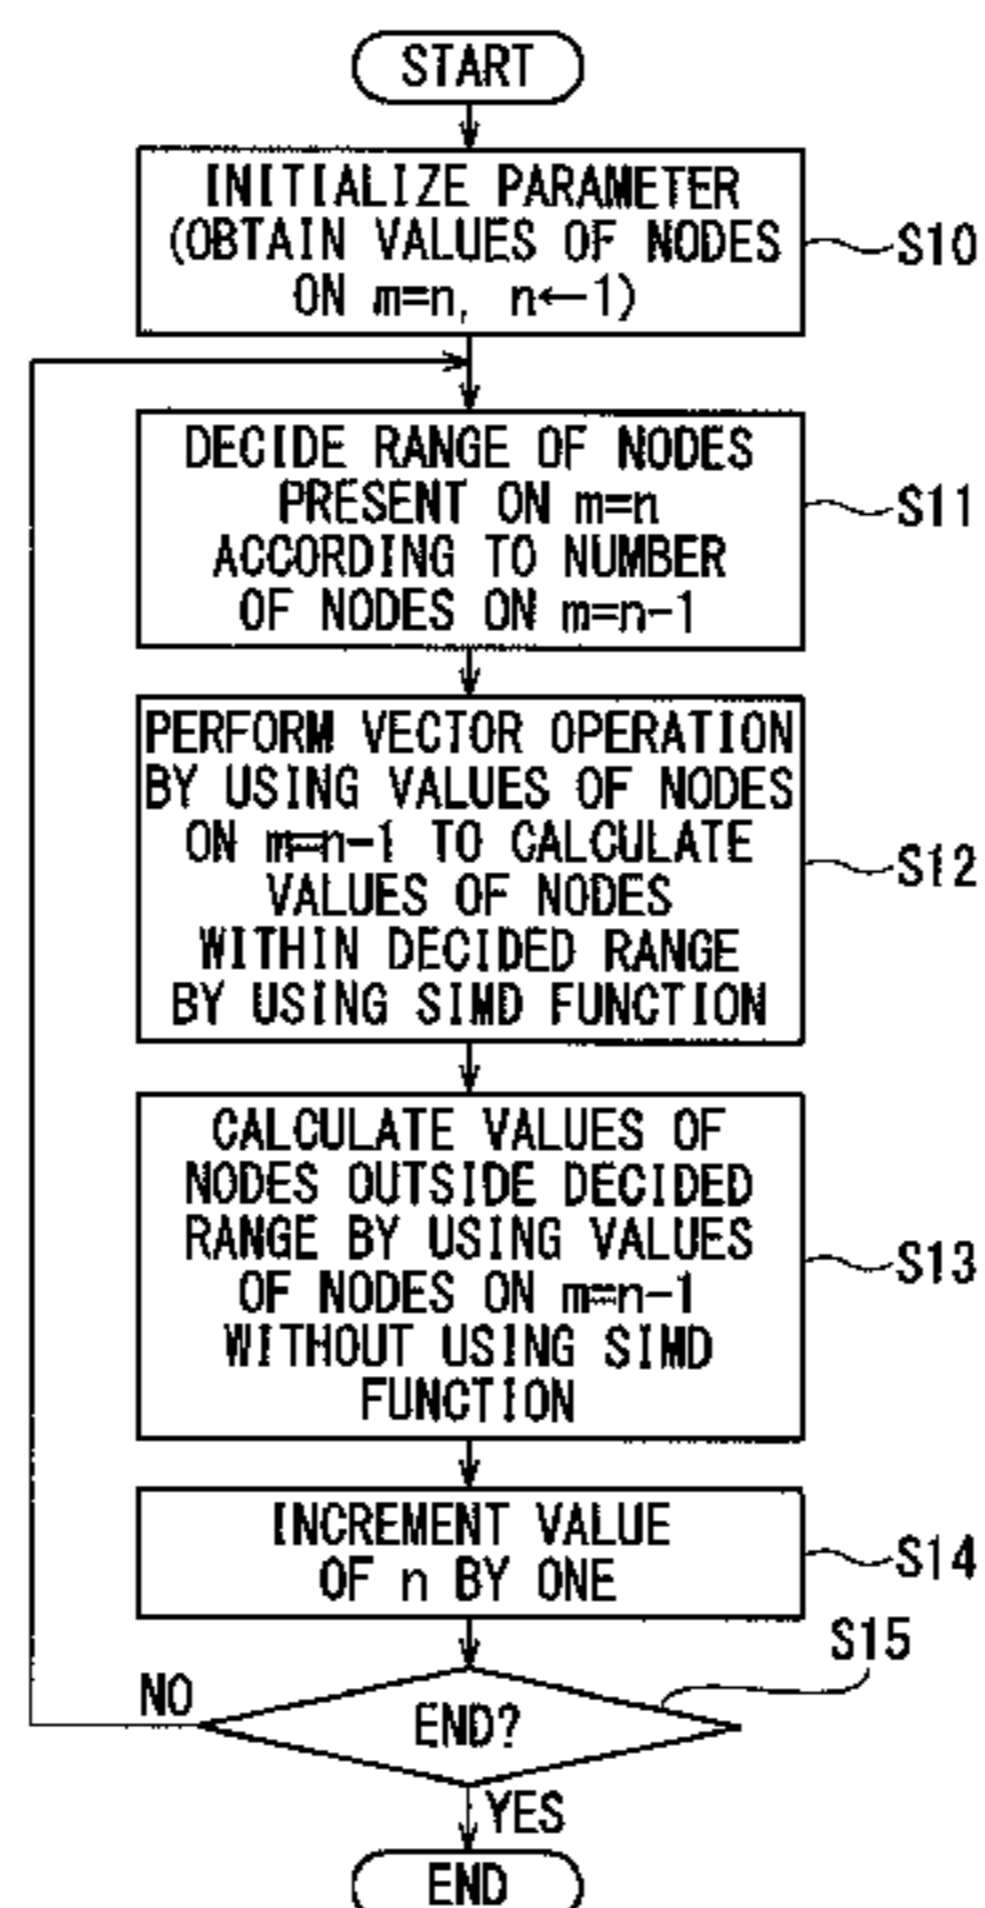 START
INITIALIZE PARAMETER
(OBTAIN VALUES OF NODES
ON m=n, n←1)
S10
DECIDE RANGE OF NODES
PRESENT ON m=n
ACCORDING TO NUMBER
OF NODES ON m=n-1
S11
PERFORM VECTOR OPERATION
BY USING VALUES OF NODES
ON m=n-1 TO CALCULATE
VALUES OF NODES
WITHIN DECIDED RANGE
BY USING SIMD FUNCTION
S12
CALCULATE VALUES OF
NODES OUTSIDE DECIDED
RANGE BY USING VALUES
OF NODES ON m=n-1
WITHOUT USING SIMD
FUNCTION
S13
INCREMENT VALUE
OF n BY ONE
S14
S15
NO
END?
YES
END